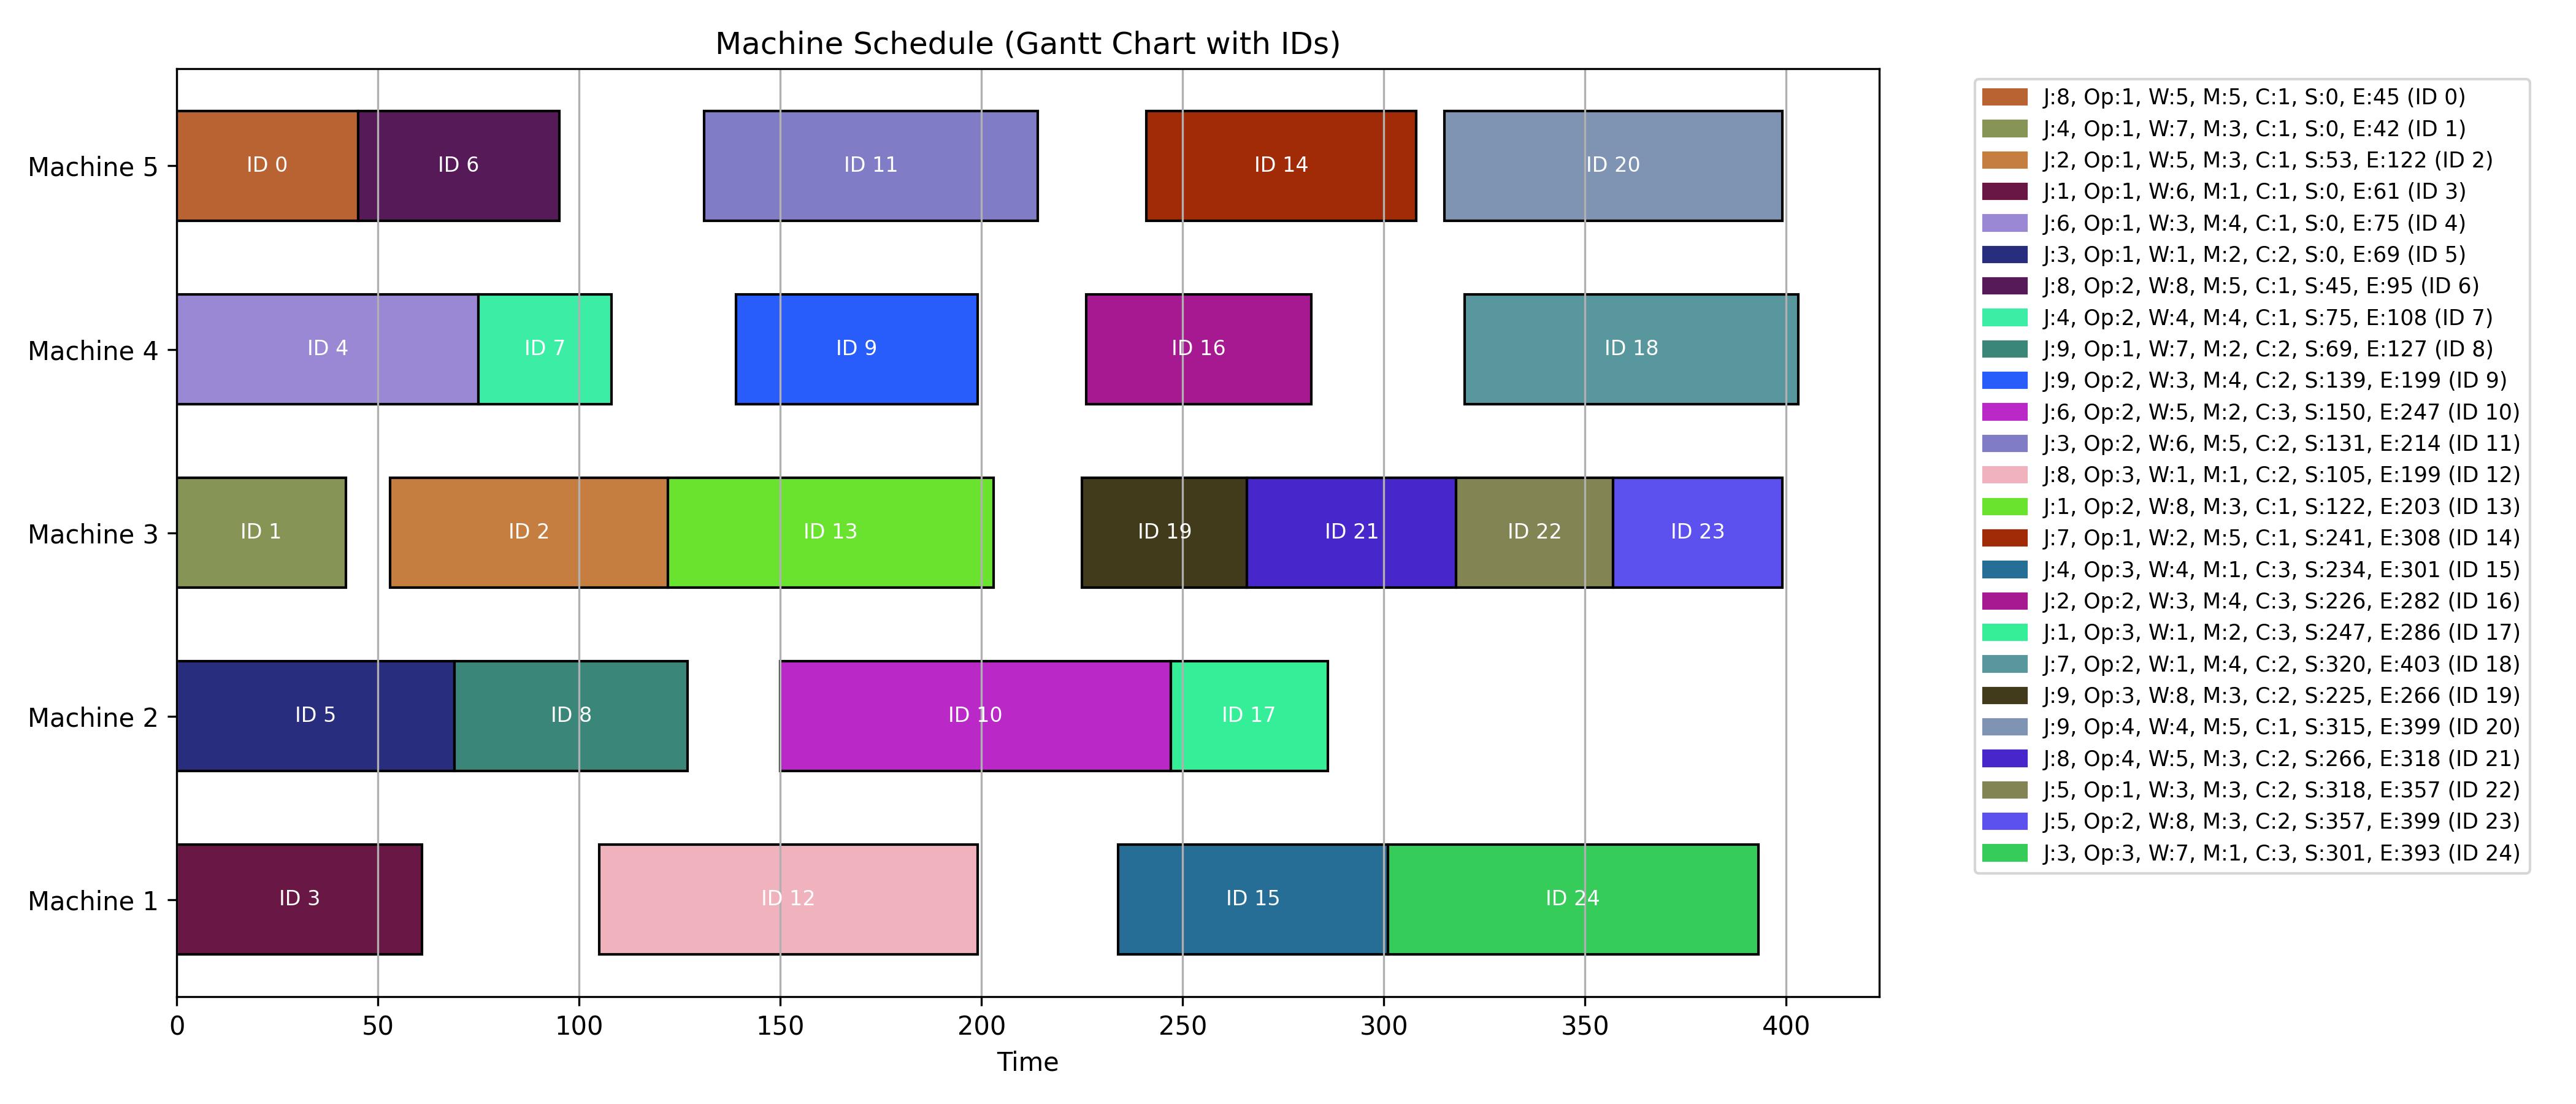 Machine Schedule (Gantt Chart with IDs)
Machine 5
ID 0
ID 6
ID 11
ID 14
ID 20
Machine 4
ID 4
ID 7
ID 9
ID 16
ID 18
Machine 3
ID 1
ID 2
ID 13
ID 19
ID 21
ID 22
ID 23
Machine 2
ID 5
ID 8
ID 10
ID 17
Machine 1
ID 3
ID 12
ID 15
ID 24
0 50 100 150 200 250 300 350 400
Time
J:8, Op:1, W:5, M:5, C:1, S:0, E:45 (ID 0)
J:4, Op:1, W:7, M:3, C:1, S:0, E:42 (ID 1)
J:2, Op:1, W:5, M:3, C:1, S:53, E:122 (ID 2)
J:1, Op:1, W:6, M:1, C:1, S:0, E:61 (ID 3)
J:6, Op:1, W:3, M:4, C:1, S:0, E:75 (ID 4)
J:3, Op:1, W:1, M:2, C:2, S:0, E:69 (ID 5)
J:8, Op:2, W:8, M:5, C:1, S:45, E:95 (ID 6)
J:4, Op:2, W:4, M:4, C:1, S:75, E:108 (ID 7)
J:9, Op:1, W:7, M:2, C:2, S:69, E:127 (ID 8)
J:9, Op:2, W:3, M:4, C:2, S:139, E:199 (ID 9)
J:6, Op:2, W:5, M:2, C:3, S:150, E:247 (ID 10)
J:3, Op:2, W:6, M:5, C:2, S:131, E:214 (ID 11)
J:8, Op:3, W:1, M:1, C:2, S:105, E:199 (ID 12)
J:1, Op:2, W:8, M:3, C:1, S:122, E:203 (ID 13)
J:7, Op:1, W:2, M:5, C:1, S:241, E:308 (ID 14)
J:4, Op:3, W:4, M:1, C:3, S:234, E:301 (ID 15)
J:2, Op:2, W:3, M:4, C:3, S:226, E:282 (ID 16)
J:1, Op:3, W:1, M:2, C:3, S:247, E:286 (ID 17)
J:7, Op:2, W:1, M:4, C:2, S:320, E:403 (ID 18)
J:9, Op:3, W:8, M:3, C:2, S:225, E:266 (ID 19)
J:9, Op:4, W:4, M:5, C:1, S:315, E:399 (ID 20)
J:8, Op:4, W:5, M:3, C:2, S:266, E:318 (ID 21)
J:5, Op:1, W:3, M:3, C:2, S:318, E:357 (ID 22)
J:5, Op:2, W:8, M:3, C:2, S:357, E:399 (ID 23)
J:3, Op:3, W:7, M:1, C:3, S:301, E:393 (ID 24)